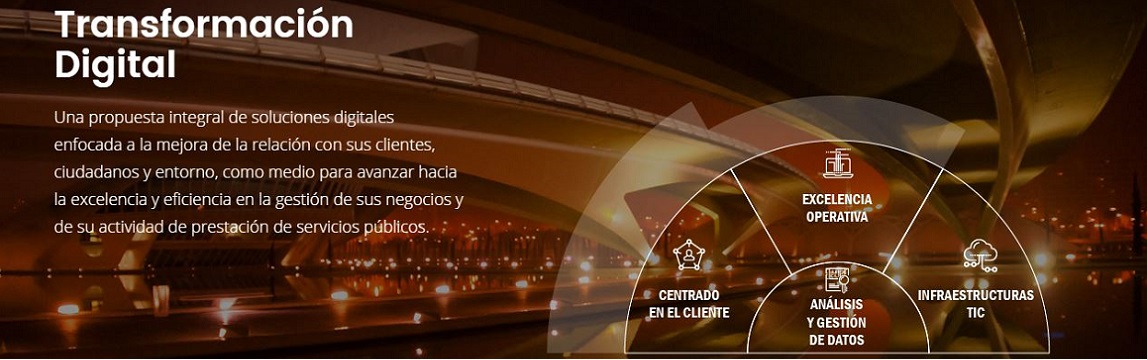 Transformación
Digital
Una propuesta integral de soluciones digitales
enfocada a la mejora de la relación con sus clientes,
ciudadanos y entorno, como medio para avanzar hacia
la excelencia y eficiencia en la gestión de sus negocios y
de su actividad de prestación de servicios públicos.
EXCELENCIA
OPERATIVA
CENTRADO
EN EL CLIENTE
ANÁLISIS
Y GESTIÓN
DE DATOS
INFRAESTRUCTURAS
TIC